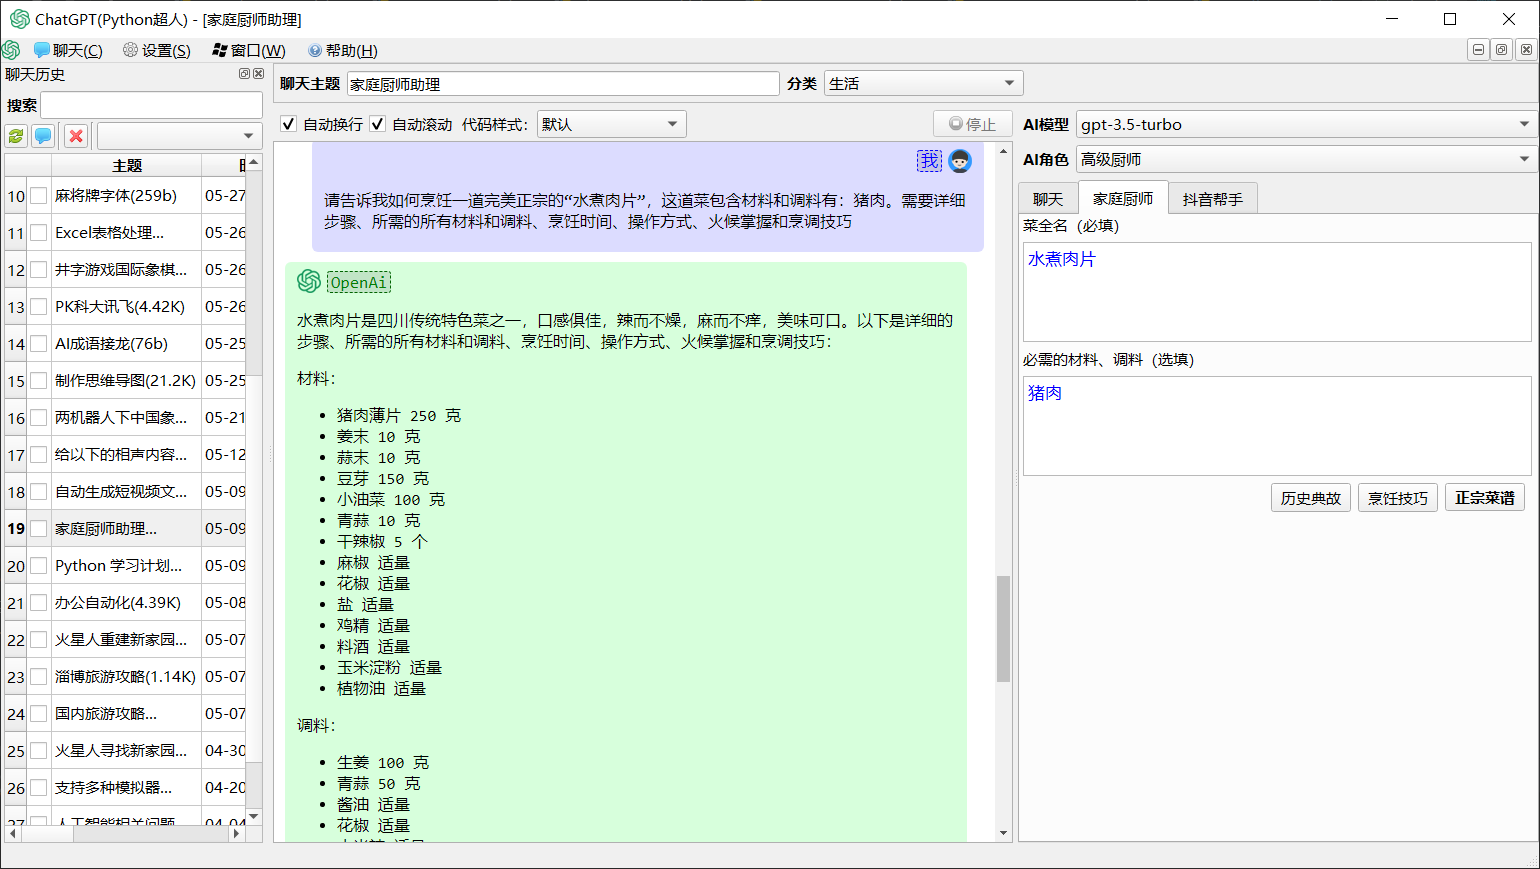 ChatGPT(Python超人) - [家庭厨师助理]
聊天(C) 设置(S) 窗口(W) 帮助(H)
聊天历史
搜索
主题
10 麻将牌字体(259b) 05-27
11 Excel表格处理... 05-26
12 井字游戏国际象棋... 05-26
13 PK科大讯飞(4.42K) 05-26
14 AI成语接龙(76b) 05-25
15 制作思维导图(21.2K) 05-25
16 两机器人下中国象... 05-21
17 给以下的相声内容... 05-12
18 自动生成短视频文... 05-09
19 家庭厨师助理... 05-09
20 Python 学习计划... 05-09
21 办公自动化(4.39K) 05-08
22 火星人重建新家园... 05-07
23 淄博旅游攻略(1.14K) 05-07
24 国内旅游攻略... 05-07
25 火星人寻找新家园... 04-30
26 支持多种模拟器... 04-20
27 人工智能相关问题 04-04
聊天主题 家庭厨师助理 分类 生活
自动换行 自动滚动 代码样式: 默认 停止
我
请告诉我如何烹饪一道完美正宗的“水煮肉片”，这道菜包含材料和调料有：猪肉。需要详细
步骤、所需的所有材料和调料、烹饪时间、操作方式、火候掌握和烹调技巧
OpenAi
水煮肉片是四川传统特色菜之一，口感俱佳，辣而不燥，麻而不痒，美味可口。以下是详细的
步骤、所需的所有材料和调料、烹饪时间、操作方式、火候掌握和烹调技巧：
材料：
• 猪肉薄片 250 克
• 姜末 10 克
• 蒜末 10 克
• 豆芽 150 克
• 小油菜 100 克
• 青蒜 10 克
• 干辣椒 5 个
• 麻椒 适量
• 花椒 适量
• 盐 适量
• 鸡精 适量
• 料酒 适量
• 玉米淀粉 适量
• 植物油 适量
调料：
• 生姜 100 克
• 青蒜 50 克
• 酱油 适量
• 花椒 适量
AI模型 gpt-3.5-turbo
AI角色 高级厨师
聊天 家庭厨师 抖音帮手
菜全名（必填）
水煮肉片
必需的材料、调料（选填）
猪肉
历史典故 烹饪技巧 正宗菜谱